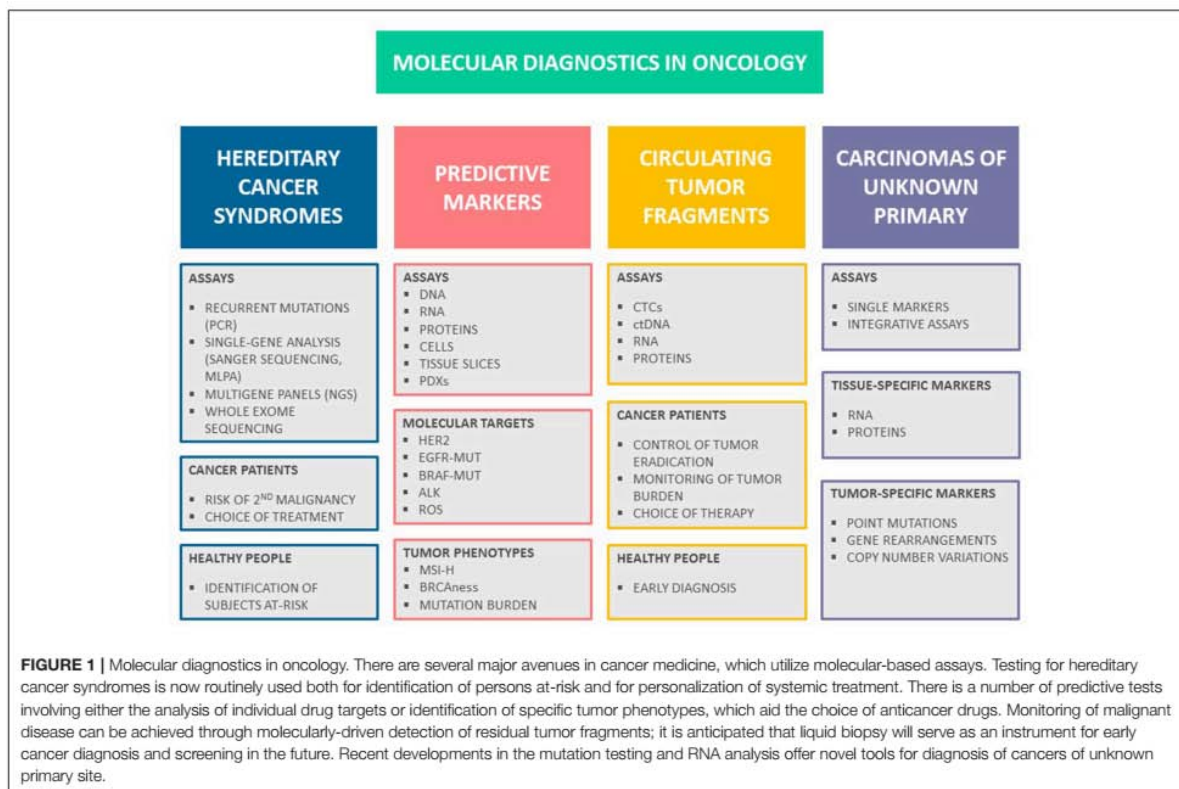 MOLECULAR DIAGNOSTICS IN ONCOLOGY
HEREDITARY
CANCER
SYNDROMES
ASSAYS
▪ RECURRENT MUTATIONS
(PCR)
▪ SINGLE-GENE ANALYSIS
(SANGER SEQUENCING,
MLPA)
▪ MULTIGENE PANELS (NGS)
▪ WHOLE EXOME
SEQUENCING
CANCER PATIENTS
▪ RISK OF 2ND MALIGNANCY
▪ CHOICE OF TREATMENT
HEALTHY PEOPLE
▪ IDENTIFICATION OF
SUBJECTS AT-RISK
PREDICTIVE
MARKERS
ASSAYS
▪ DNA
▪ RNA
▪ PROTEINS
▪ CELLS
▪ TISSUE SLICES
▪ PDXs
MOLECULAR TARGETS
▪ HER2
▪ EGFR-MUT
▪ BRAF-MUT
▪ ALK
▪ ROS
TUMOR PHENOTYPES
▪ MSI-H
▪ BRCAness
▪ MUTATION BURDEN
CIRCULATING
TUMOR
FRAGMENTS
ASSAYS
▪ CTCs
▪ ctDNA
▪ RNA
▪ PROTEINS
CANCER PATIENTS
▪ CONTROL OF TUMOR
ERADICATION
▪ MONITORING OF TUMOR
BURDEN
▪ CHOICE OF THERAPY
HEALTHY PEOPLE
▪ EARLY DIAGNOSIS
CARCINOMAS OF
UNKNOWN
PRIMARY
ASSAYS
▪ SINGLE MARKERS
▪ INTEGRATIVE ASSAYS
TISSUE-SPECIFIC MARKERS
▪ RNA
▪ PROTEINS
TUMOR-SPECIFIC MARKERS
▪ POINT MUTATIONS
▪ GENE REARRANGEMENTS
▪ COPY NUMBER VARIATIONS
FIGURE 1 | Molecular diagnostics in oncology. There are several major avenues in cancer medicine, which utilize molecular-based assays. Testing for hereditary
cancer syndromes is now routinely used both for identification of persons at-risk and for personalization of systemic treatment. There is a number of predictive tests
involving either the analysis of individual drug targets or identification of specific tumor phenotypes, which aid the choice of anticancer drugs. Monitoring of malignant
disease can be achieved through molecularly-driven detection of residual tumor fragments; it is anticipated that liquid biopsy will serve as an instrument for early
cancer diagnosis and screening in the future. Recent developments in the mutation testing and RNA analysis offer novel tools for diagnosis of cancers of unknown
primary site.